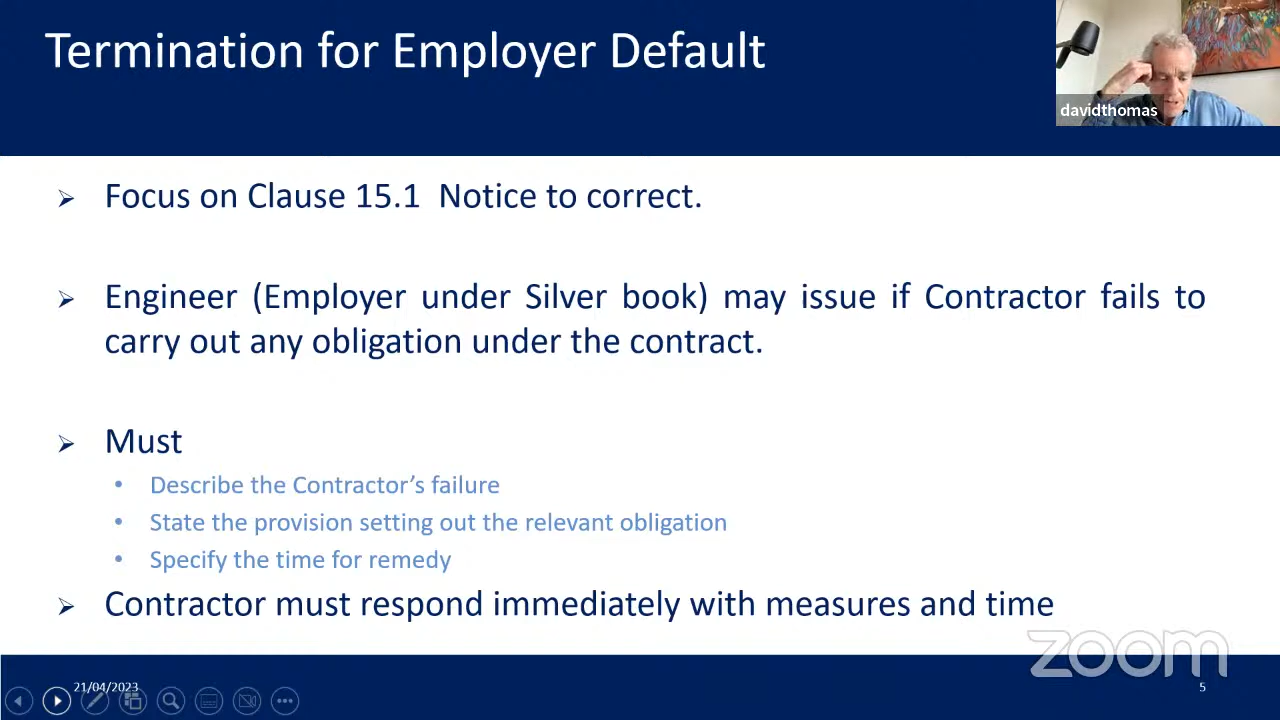 Termination for Employer Default
davidthomas
Focus on Clause 15.1 Notice to correct.
Engineer (Employer under Silver book) may issue if Contractor fails to
carry out any obligation under the contract.
Must
Describe the Contractor’s failure
State the provision setting out the relevant obligation
Specify the time for remedy
Contractor must respond immediately with measures and time
zoom
21/04/2023
5